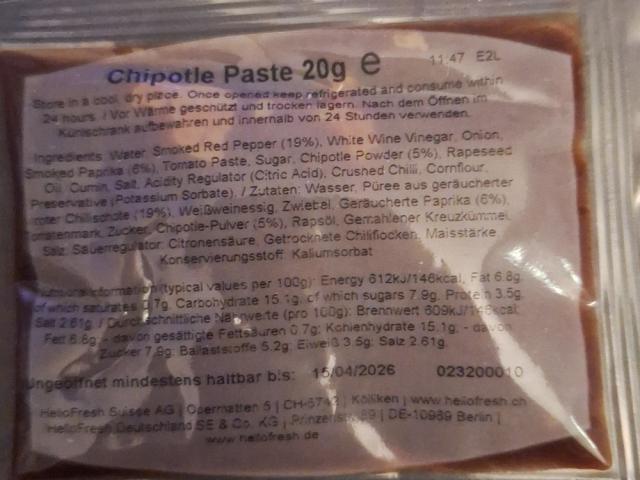 Chipotle Paste 20g e
11:47 E2L
Store in a cool, dry place. Once opened keep refrigerated and consume within
24 hours. / Vor Wärme geschützt und trocken lagern. Nach dem Öffnen im
Kühlschrank aufbewahren und innerhalb von 24 Stunden verwenden.
Ingredients: Water, Smoked Red Pepper (19%), White Wine Vinegar, Onion,
Smoked Paprika (6%), Tomato Paste, Sugar, Chipotle Powder (5%), Rapeseed
Oil, Cumin, Salt, Acidity Regulator (Citric Acid), Crushed Chilli, Cornflour,
Preservative (Potassium Sorbate). / Zutaten: Wasser, Püree aus geräucherter
roter Chilischote (19%), Weißweinessig, Zwiebel, Geräucherte Paprika (6%),
Tomatenmark, Zucker, Chipotle-Pulver (5%), Rapsöl, Gemahlener Kreuzkümmel,
Salz, Säuerregulator: Citronensäure, Getrocknete Chiliflocken, Maisstärke,
Konservierungsstoff: Kaliumsorbat
Nutritional information (typical values per 100g): Energy 612kJ/146kcal, Fat 6.8g,
of which saturates 0.7g, Carbohydrate 15.1g, of which sugars 7.9g, Protein 3.5g,
Salt 2.61g. / Durchschnittliche Nährwerte (pro 100g): Brennwert 609kJ/146kcal;
Fett 6.8g; - davon gesättigte Fettsäuren 0.7g; Kohlenhydrate 15.1g, - davon
Zucker 7.9g; Ballaststoffe 5.2g; Eiweiß 3.5g; Salz 2.61g.
Ungeöffnet mindestens haltbar bis: 15/04/2026 023200010
HelloFresh Suisse AG | Obermatten 5 | CH-5742 | Kölliken | www.hellofresh.ch
HelloFresh Deutschland SE & Co. KG | Prinzenstr. 89 | DE-10969 Berlin |
www.hellofresh.de